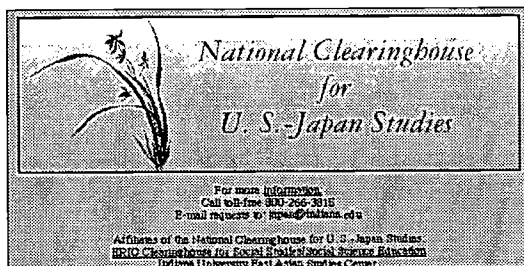 National Clearinghouse
for
U. S.-Japan Studies
For more information:
Call toll-free 800-266-3815
E-mail requests to: japan@indiana.edu
Affiliates of the National Clearinghouse for U. S.-Japan Studies:
ERIC Clearinghouse for Social Studies/Social Science Education
Indiana University East Asian Studies Center